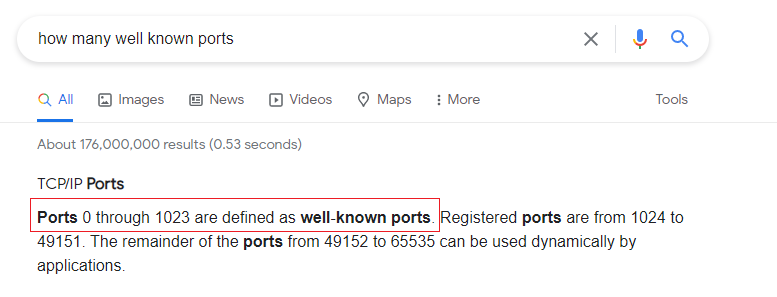 how many well known ports
All Images News Videos Maps More Tools
About 176,000,000 results (0.53 seconds)
TCP/IP Ports
Ports 0 through 1023 are defined as well-known ports. Registered ports are from 1024 to
49151. The remainder of the ports from 49152 to 65535 can be used dynamically by
applications.